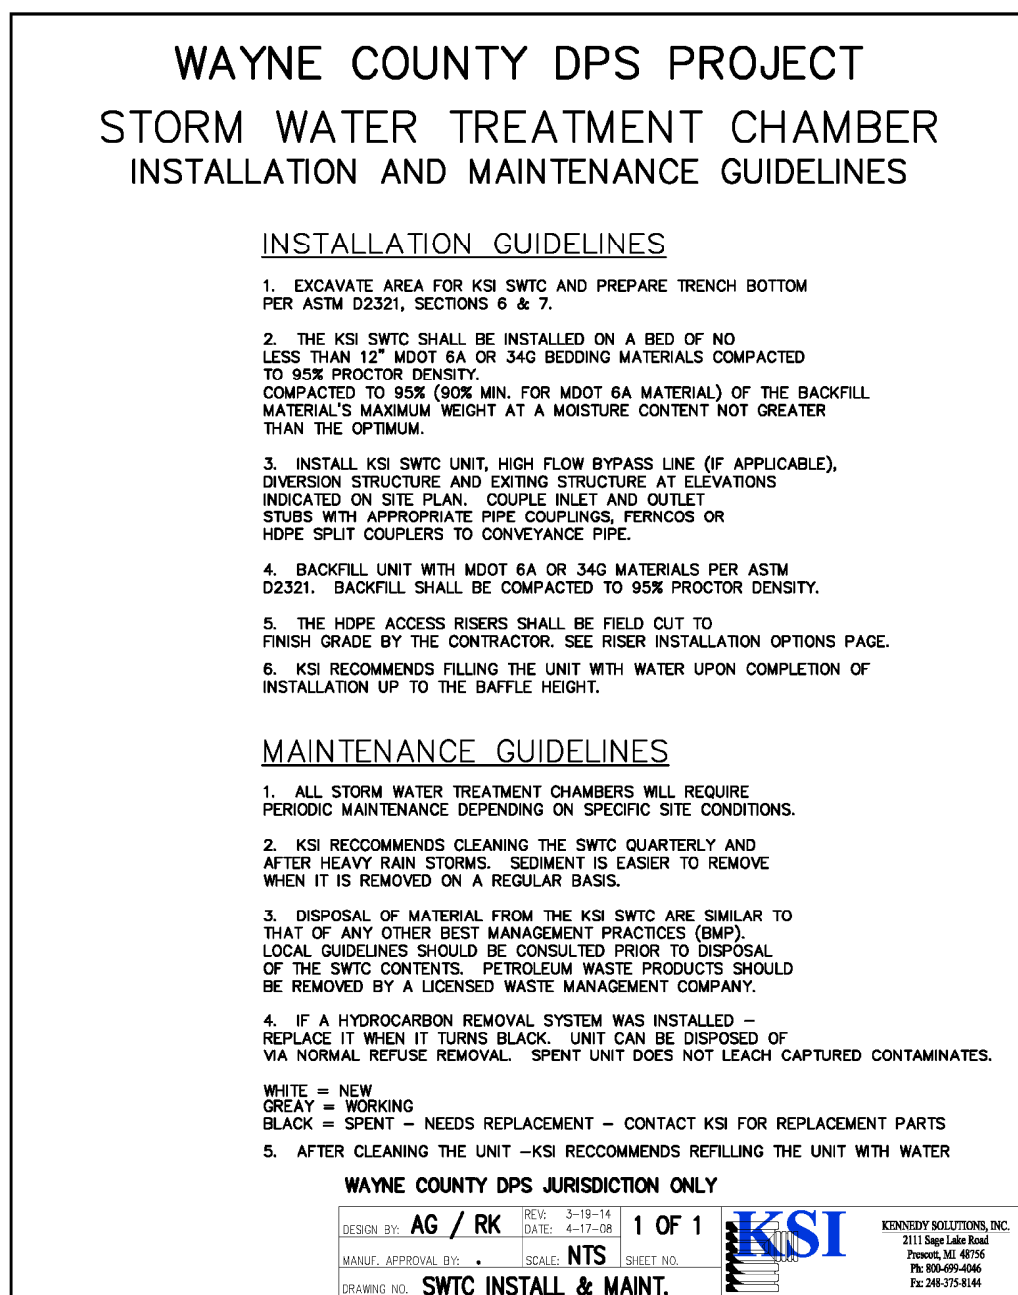 WAYNE COUNTY DPS PROJECT
STORM WATER TREATMENT CHAMBER
INSTALLATION AND MAINTENANCE GUIDELINES
INSTALLATION GUIDELINES
1. EXCAVATE AREA FOR KSI SWTC AND PREPARE TRENCH BOTTOM
PER ASTM D2321, SECTIONS 6 & 7.
2. THE KSI SWTC SHALL BE INSTALLED ON A BED OF NO
LESS THAN 12" MDOT 6A OR 34G BEDDING MATERIALS COMPACTED
TO 95% PROCTOR DENSITY.
COMPACTED TO 95% (90% MIN. FOR MDOT 6A MATERIAL) OF THE BACKFILL
MATERIAL'S MAXIMUM WEIGHT AT A MOISTURE CONTENT NOT GREATER
THAN THE OPTIMUM.
3. INSTALL KSI SWTC UNIT, HIGH FLOW BYPASS LINE (IF APPLICABLE),
DIVERSION STRUCTURE AND EXITING STRUCTURE AT ELEVATIONS
INDICATED ON SITE PLAN. COUPLE INLET AND OUTLET
STUBS WITH APPROPRIATE PIPE COUPLINGS, FERNCOS OR
HDPE SPLIT COUPLERS TO CONVEYANCE PIPE.
4. BACKFILL UNIT WITH MDOT 6A OR 34G MATERIALS PER ASTM
D2321. BACKFILL SHALL BE COMPACTED TO 95% PROCTOR DENSITY.
5. THE HDPE ACCESS RISERS SHALL BE FIELD CUT TO
FINISH GRADE BY THE CONTRACTOR. SEE RISER INSTALLATION OPTIONS PAGE.
6. KSI RECOMMENDS FILLING THE UNIT WITH WATER UPON COMPLETION OF
INSTALLATION UP TO THE BAFFLE HEIGHT.
MAINTENANCE GUIDELINES
1. ALL STORM WATER TREATMENT CHAMBERS WILL REQUIRE
PERIODIC MAINTENANCE DEPENDING ON SPECIFIC SITE CONDITIONS.
2. KSI RECCOMMENDS CLEANING THE SWTC QUARTERLY AND
AFTER HEAVY RAIN STORMS. SEDIMENT IS EASIER TO REMOVE
WHEN IT IS REMOVED ON A REGULAR BASIS.
3. DISPOSAL OF MATERIAL FROM THE KSI SWTC ARE SIMILAR TO
THAT OF ANY OTHER BEST MANAGEMENT PRACTICES (BMP).
LOCAL GUIDELINES SHOULD BE CONSULTED PRIOR TO DISPOSAL
OF THE SWTC CONTENTS. PETROLEUM WASTE PRODUCTS SHOULD
BE REMOVED BY A LICENSED WASTE MANAGEMENT COMPANY.
4. IF A HYDROCARBON REMOVAL SYSTEM WAS INSTALLED –
REPLACE IT WHEN IT TURNS BLACK. UNIT CAN BE DISPOSED OF
VIA NORMAL REFUSE REMOVAL. SPENT UNIT DOES NOT LEACH CAPTURED CONTAMINATES.
WHITE = NEW
GREAY = WORKING
BLACK = SPENT – NEEDS REPLACEMENT – CONTACT KSI FOR REPLACEMENT PARTS
5. AFTER CLEANING THE UNIT –KSI RECCOMMENDS REFILLING THE UNIT WITH WATER
WAYNE COUNTY DPS JURISDICTION ONLY
DESIGN BY: AG / RK
REV: 3-19-14
DATE: 4-17-08
1 OF 1
MANUF. APPROVAL BY: .
SCALE: NTS
SHEET NO.
DRAWING NO. SWTC INSTALL & MAINT.
KSI
KENNEDY SOLUTIONS, INC.
2111 Sage Lake Road
Prescott, MI 48756
Ph: 800-699-4046
Fx: 248-375-8144